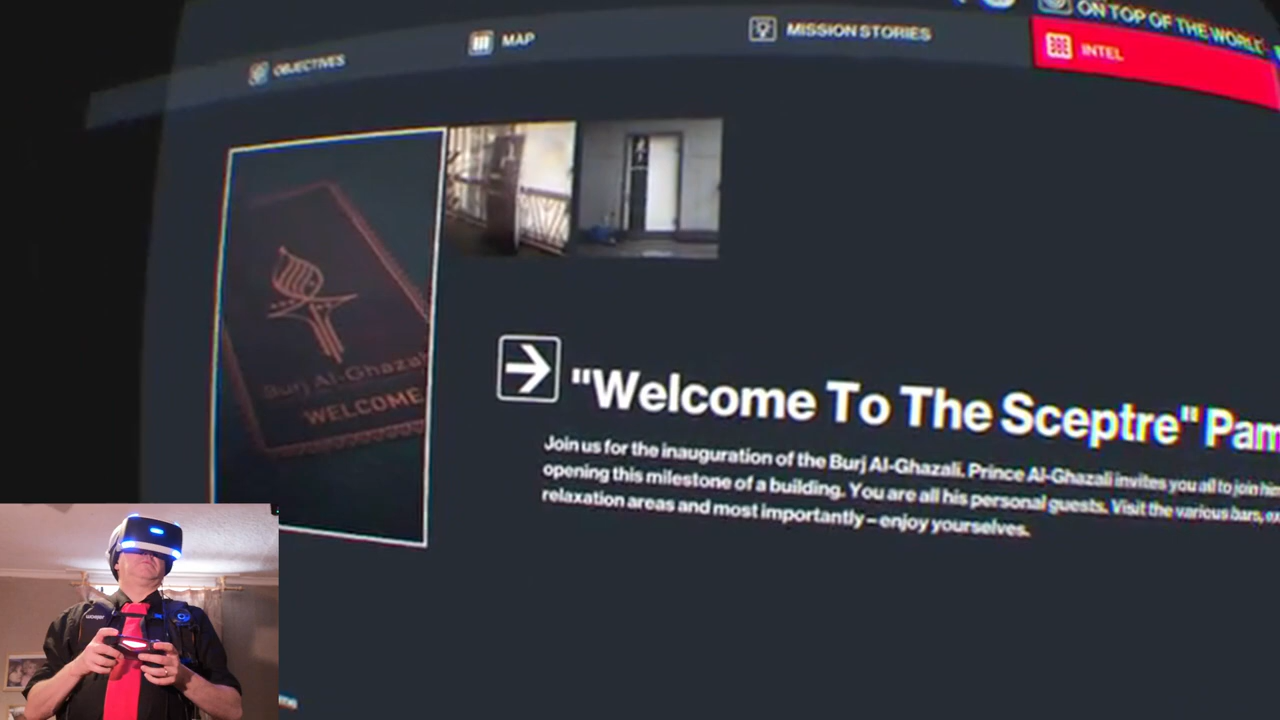 ON TOP OF THE WORLD
OBJECTIVES
MAP
MISSION STORIES
INTEL
Burj Al-Ghazali
WELCOME
"Welcome To The Sceptre" Pam
Join us for the inauguration of the Burj Al-Ghazali. Prince Al-Ghazali invites you all to join
opening this milestone of a building. You are all his personal guests. Visit the various bars,
relaxation areas and most importantly – enjoy yourselves.